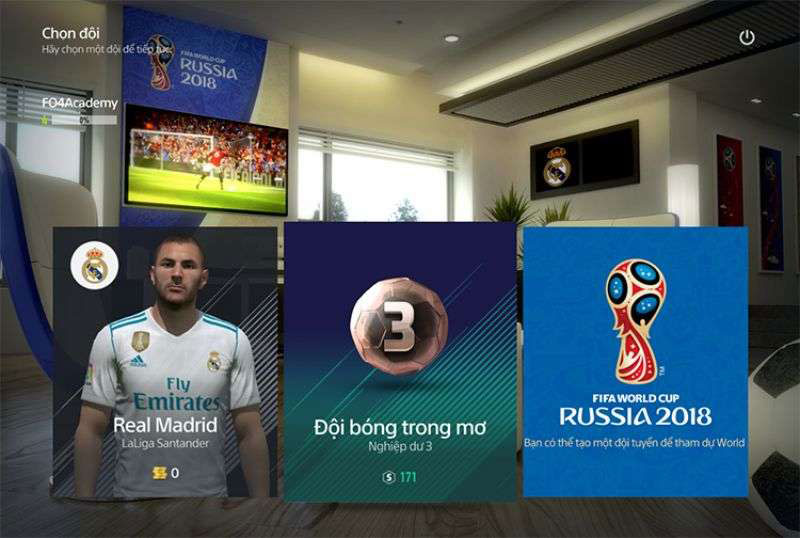 Chọn đội
Hãy chọn một đội để tiếp tục.
FO4Academy
0%
FIFA WORLD CUP
RUSSIA
2018
Fly
Emirates
Real Madrid
LaLiga Santander
0
3
Đội bóng trong mơ
Nghiệp dư 3
S 171
TM
FIFA WORLD CUP
RUSSIA 2018
Bạn có thể tạo một đội tuyển để tham dự World